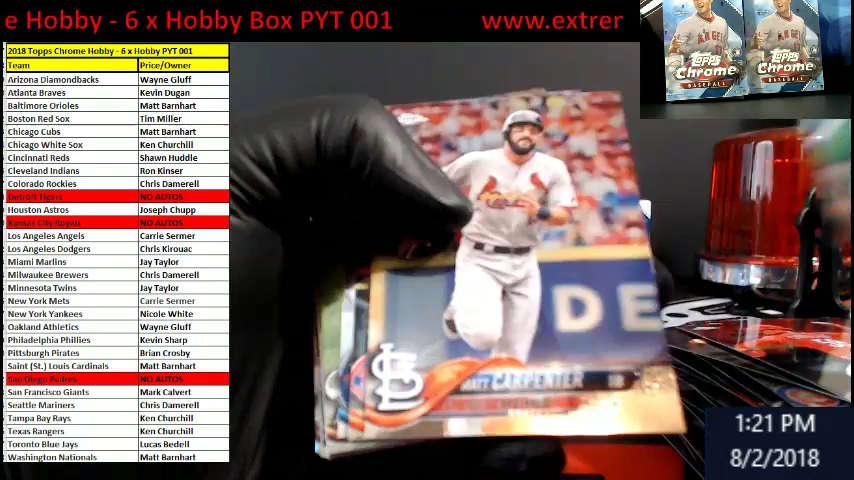 e Hobby - 6 x Hobby Box PYT 001 www.extrer
2018 Topps Chrome Hobby - 6 x Hobby PYT 001
Team Price/Owner
Arizona Diamondbacks Wayne Gluff
Atlanta Braves Kevin Dugan
Baltimore Orioles Matt Barnhart
Boston Red Sox Tim Miller
Chicago Cubs Matt Barnhart
Chicago White Sox Ken Churchill
Cincinnati Reds Shawn Huddle
Cleveland Indians Ron Kinser
Colorado Rockies Chris Damerell
Detroit Tigers NO AUTOS
Houston Astros Joseph Chupp
Kansas City Royals NO AUTOS
Los Angeles Angels Carrie Sermer
Los Angeles Dodgers Chris Kirouac
Miami Marlins Jay Taylor
Milwaukee Brewers Chris Damerell
Minnesota Twins Jay Taylor
New York Mets Carrie Sermer
New York Yankees Nicole White
Oakland Athletics Wayne Gluff
Philadelphia Phillies Kevin Sharp
Pittsburgh Pirates Brian Crosby
Saint (St.) Louis Cardinals Matt Barnhart
San Diego Padres NO AUTOS
San Francisco Giants Mark Calvert
Seattle Mariners Chris Damerell
Tampa Bay Rays Ken Churchill
Texas Rangers Ken Churchill
Toronto Blue Jays Lucas Bedell
Washington Nationals Matt Barnhart
Topps Chrome BASEBALL
Topps Chrome BASEBALL
DE
MATT CARPENTER 1B
1:21 PM
8/2/2018